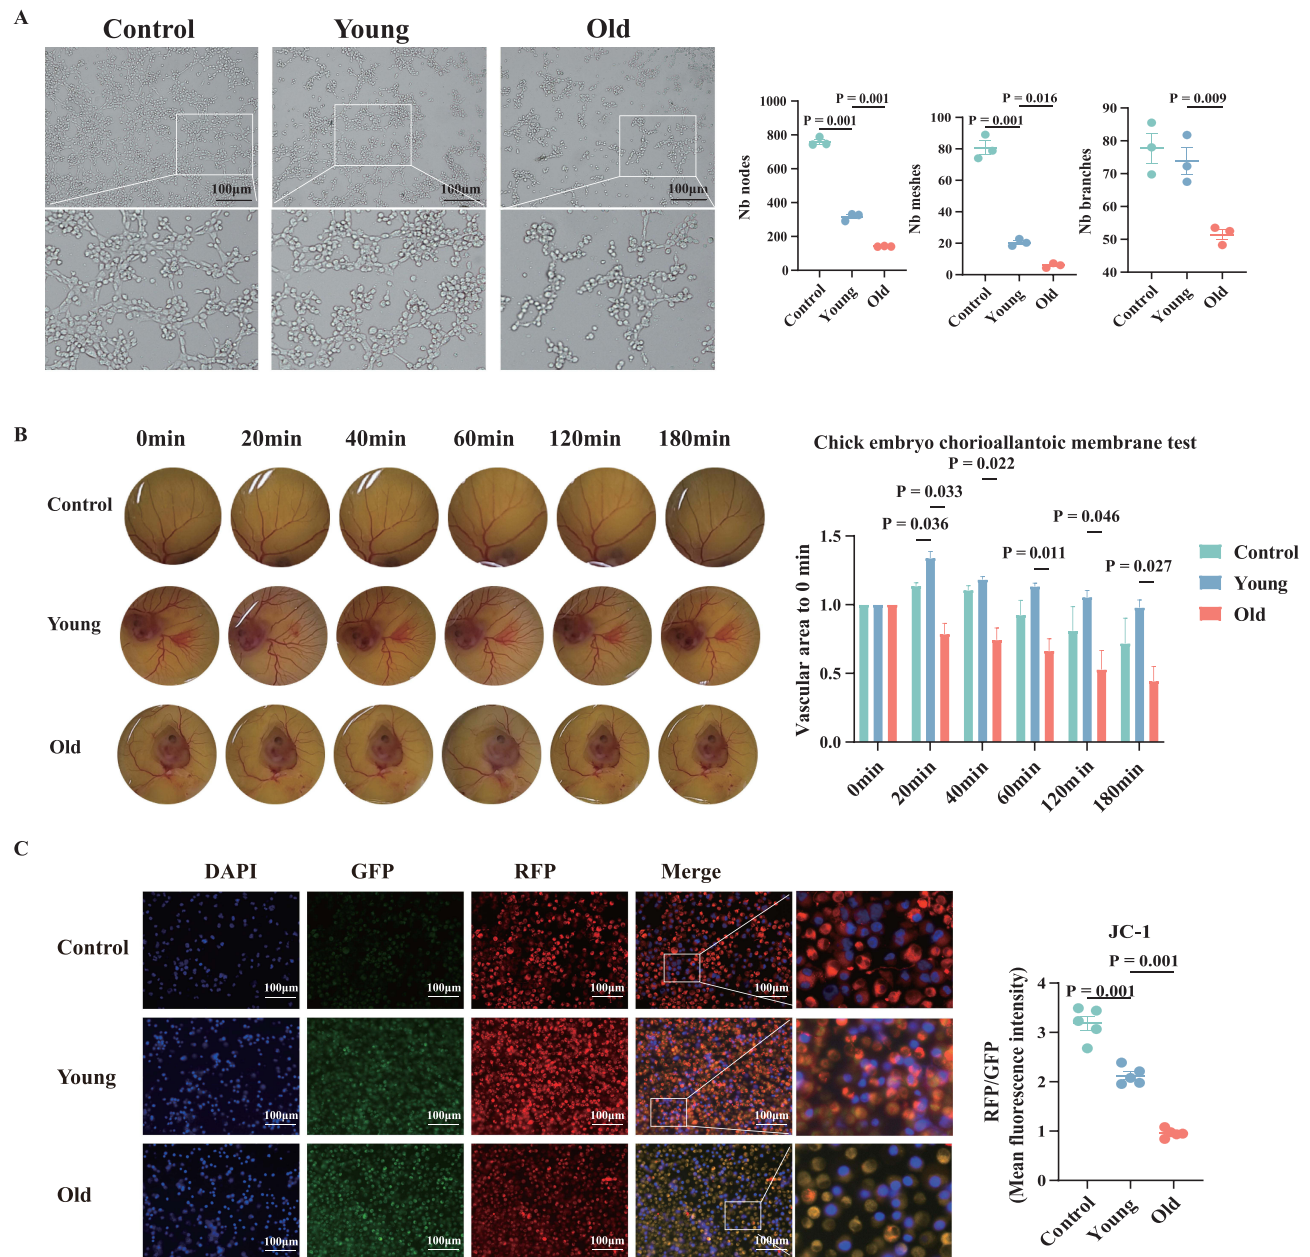 A
Control Young Old
100μm 100μm 100μm
Nb nodes
1000
800
600
400
200
0
P = 0.001
P = 0.001
Control Young Old
Nb meshes
100
80
60
40
20
0
P = 0.016
P = 0.001
Control Young Old
Nb branches
90
80
70
60
50
40
P = 0.009
Control Young Old
B
0min 20min 40min 60min 120min 180min
Control
Young
Old
Chick embryo chorioallantoic membrane test
Vascular area to 0 min
1.5
1.0
0.5
0.0
P = 0.022
P = 0.033
P = 0.036
P = 0.011
P = 0.046
P = 0.027
0min 20min 40min 60min 120min 180min
Control
Young
Old
C
DAPI GFP RFP Merge
Control
100μm 100μm 100μm 100μm
Young
100μm 100μm 100μm 100μm
Old
100μm 100μm 100μm 100μm
JC-1
RFP/GFP
(Mean fluorescence intensity)
4
3
2
1
0
P = 0.001
P = 0.001
Control Young Old